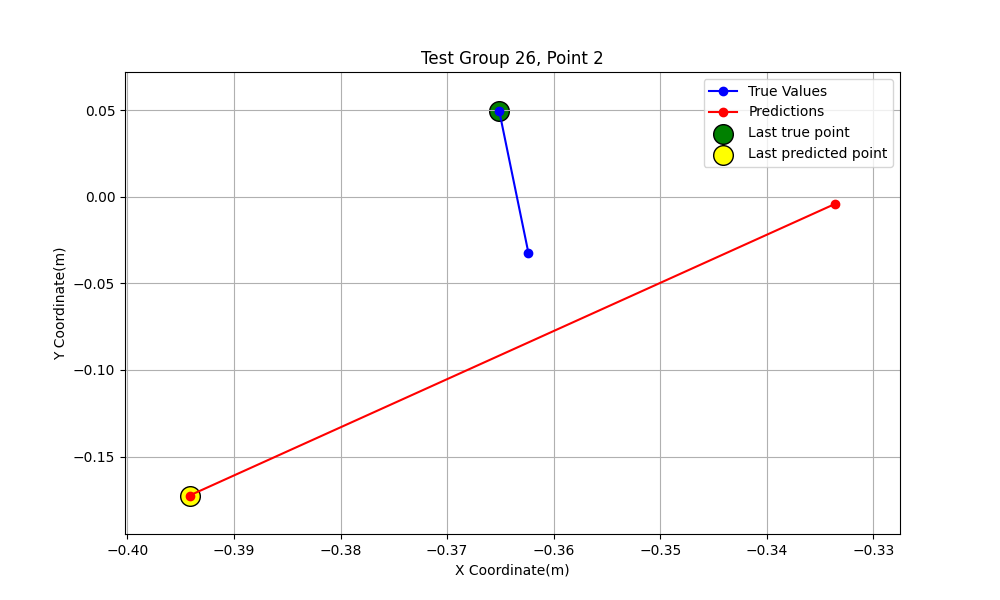 Test Group 26, Point 2
True Values
Predictions
Last true point
Last predicted point
0.05
0.00
−0.05
−0.10
−0.15
Y Coordinate(m)
−0.40 −0.39 −0.38 −0.37 −0.36 −0.35 −0.34 −0.33
X Coordinate(m)